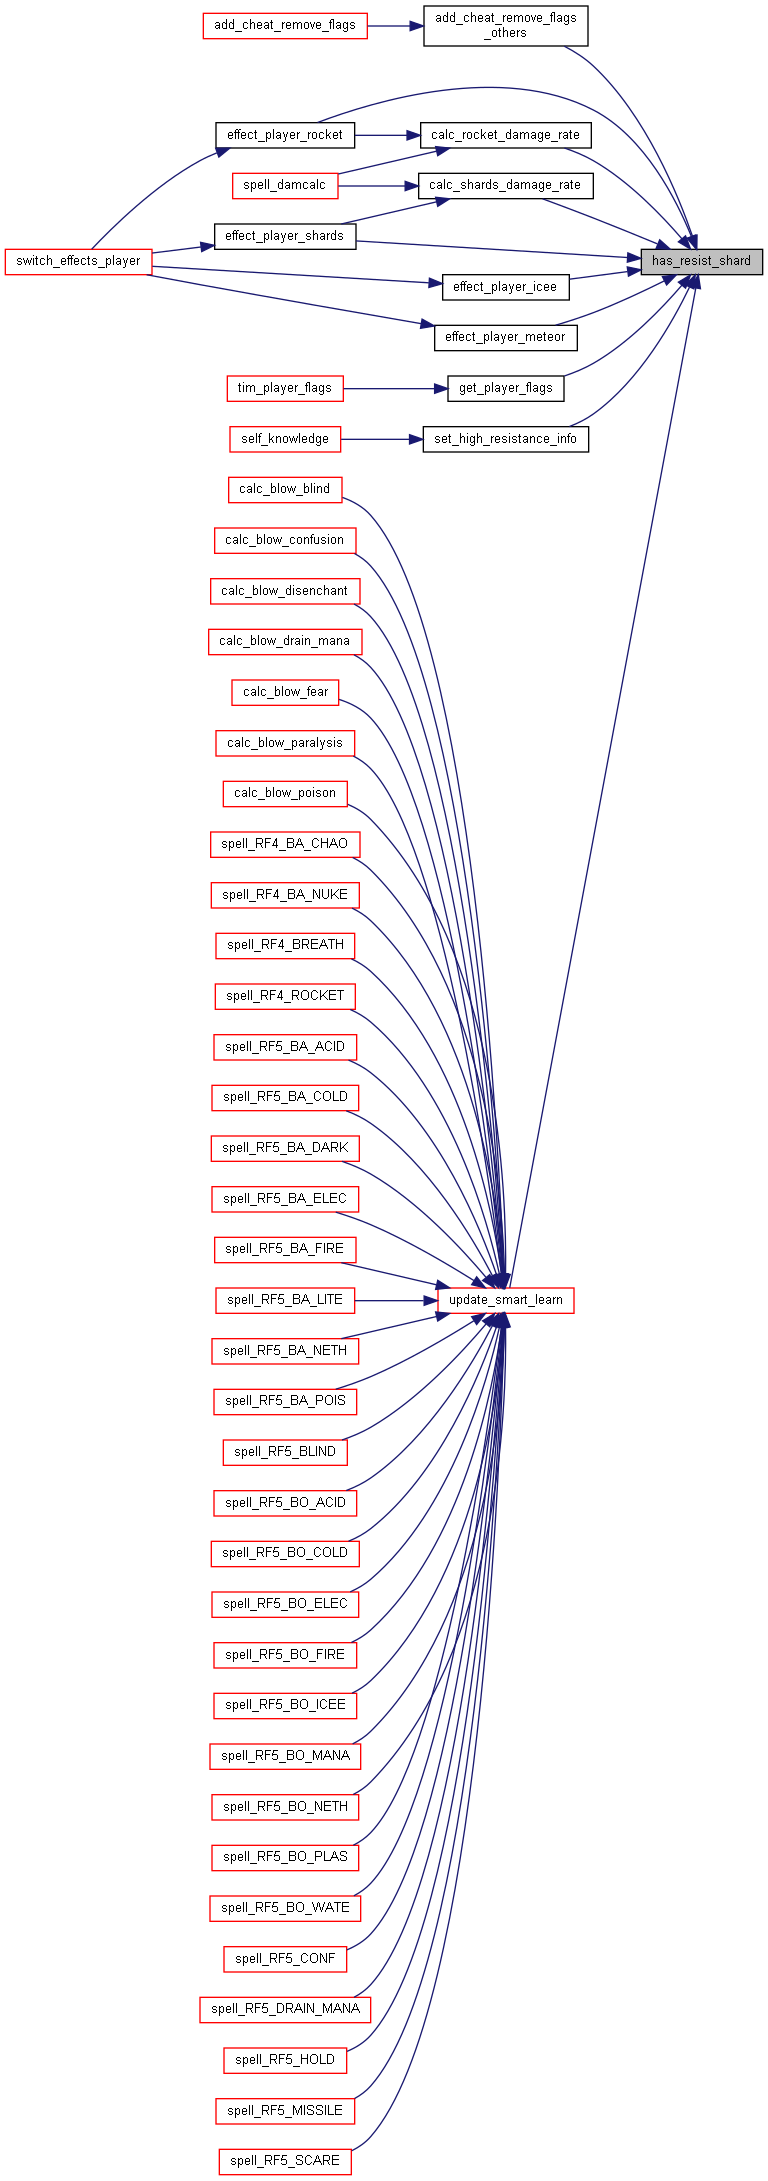 add_cheat_remove_flags
add_cheat_remove_flags
_others
effect_player_rocket
calc_rocket_damage_rate
spell_damcalc
calc_shards_damage_rate
effect_player_shards
switch_effects_player
has_resist_shard
effect_player_icee
effect_player_meteor
tim_player_flags
get_player_flags
self_knowledge
set_high_resistance_info
calc_blow_blind
calc_blow_confusion
calc_blow_disenchant
calc_blow_drain_mana
calc_blow_fear
calc_blow_paralysis
calc_blow_poison
spell_RF4_BA_CHAO
spell_RF4_BA_NUKE
spell_RF4_BREATH
spell_RF4_ROCKET
spell_RF5_BA_ACID
spell_RF5_BA_COLD
spell_RF5_BA_DARK
spell_RF5_BA_ELEC
spell_RF5_BA_FIRE
spell_RF5_BA_LITE
update_smart_learn
spell_RF5_BA_NETH
spell_RF5_BA_POIS
spell_RF5_BLIND
spell_RF5_BO_ACID
spell_RF5_BO_COLD
spell_RF5_BO_ELEC
spell_RF5_BO_FIRE
spell_RF5_BO_ICEE
spell_RF5_BO_MANA
spell_RF5_BO_NETH
spell_RF5_BO_PLAS
spell_RF5_BO_WATE
spell_RF5_CONF
spell_RF5_DRAIN_MANA
spell_RF5_HOLD
spell_RF5_MISSILE
spell_RF5_SCARE